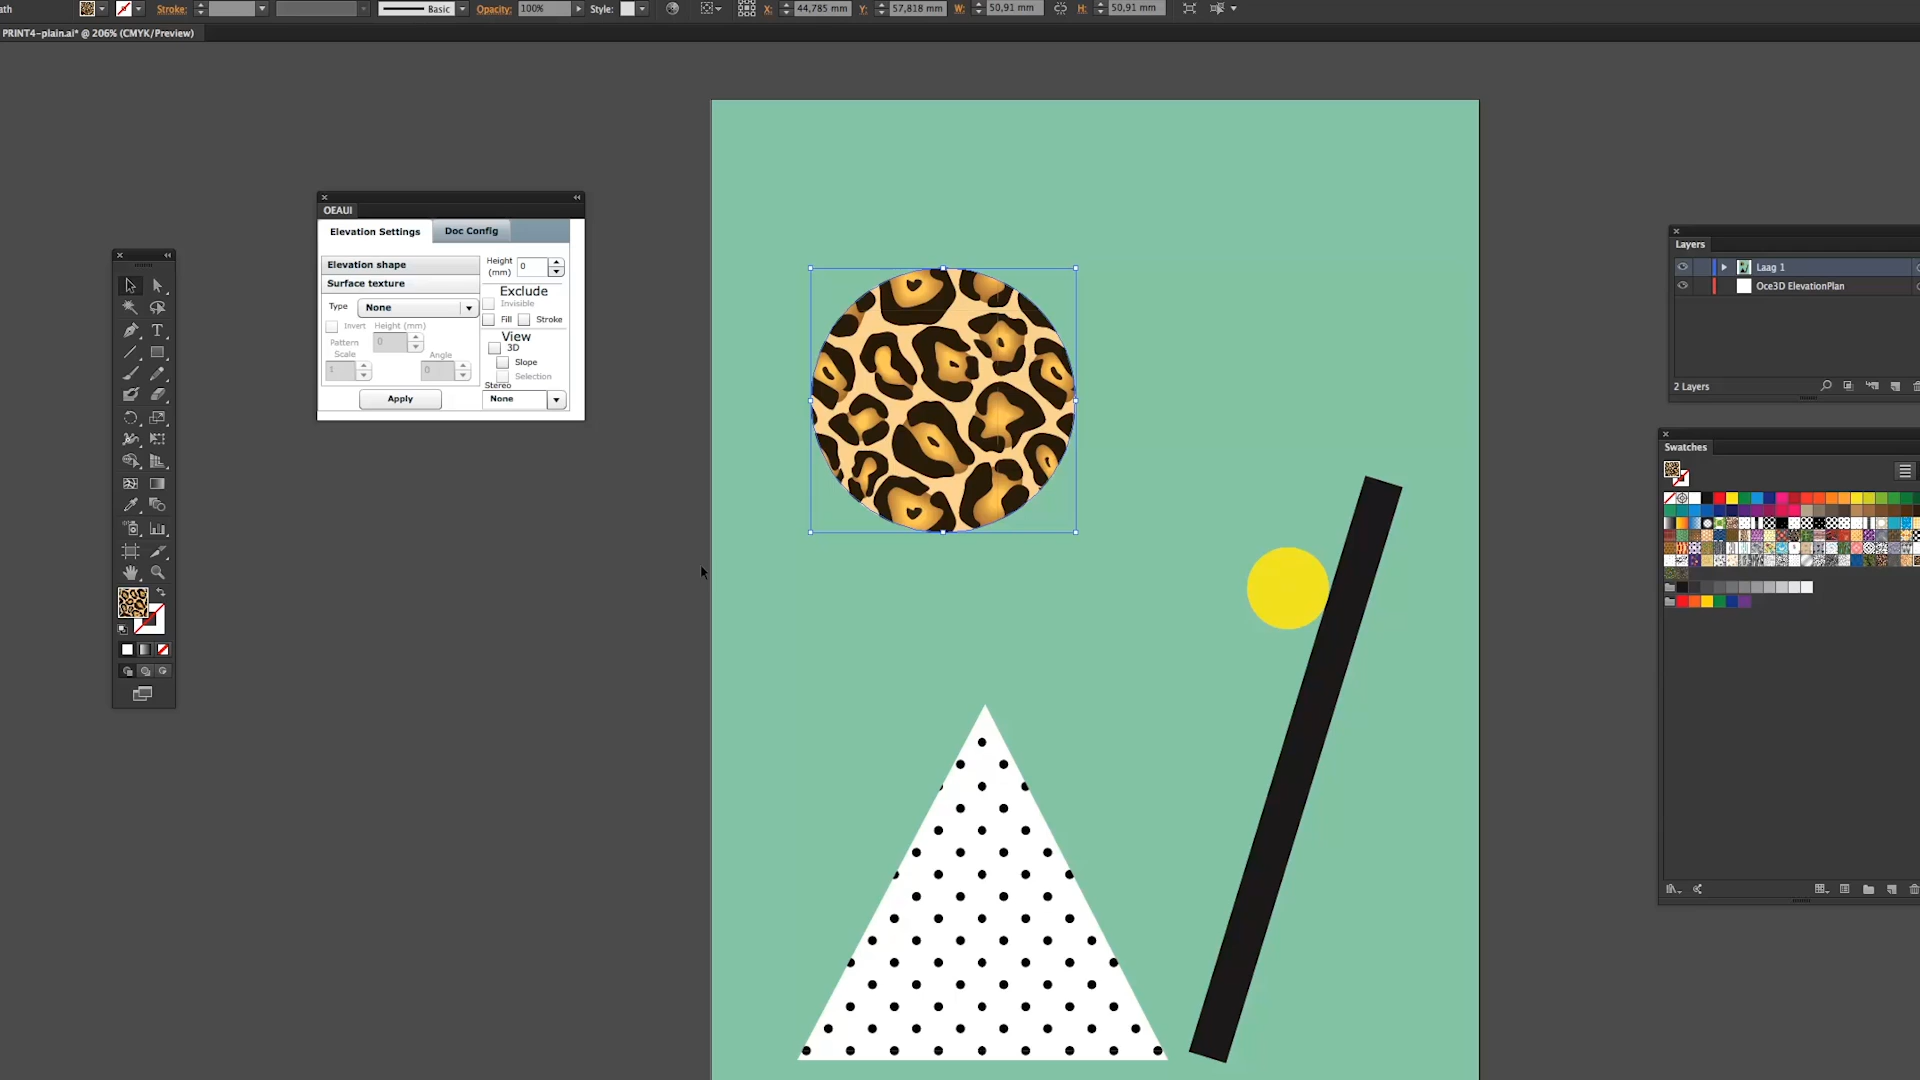 ath
Stroke:
Basic
Opacity:
100%
Style:
X:
44,785 mm
Y:
57,818 mm
W:
50,91 mm
H:
50,91 mm
PRINT4-plain.ai* @ 206% (CMYK/Preview)
OEAUI
Elevation Settings
Doc Config
Elevation shape
Height
(mm)
0
Surface texture
Exclude
Invisible
Type
None
Fill
Stroke
Invert
Height (mm)
View
Pattern
0
3D
Scale
Angle
Slope
1
0
Selection
Stereo
Apply
None
T
Layers
Laag 1
Oce3D ElevationPlan
2 Layers
Swatches